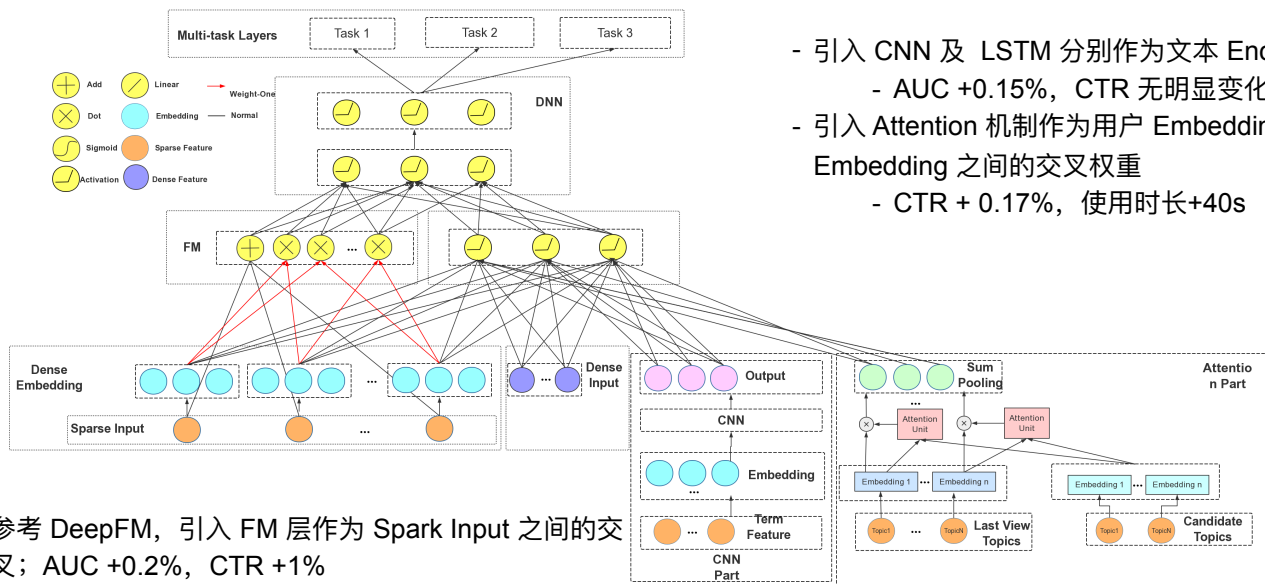 Multi-task Layers
Task 1
Task 2
Task 3
- 引入 CNN 及 LSTM 分别作为文本
- AUC +0.15%，CTR 无明显变化
- 引入 Attention 机制作为用户
Embedding 之间的交叉权重
- CTR + 0.17%，使用时长+40s
Add
Linear
Weight-One
Dot
Embedding
Normal
Sigmoid
Sparse Feature
Activation
Dense Feature
DNN
FM
...
Dense
Embedding
...
Sparse Input
...
...
Dense
Input
Output
CNN
Embedding
...
Term
Feature
...
CNN
Part
Sum
Pooling
Attentio
n Part
...
Attention
Unit
Attention
Unit
Embedding 1
...
Embedding n
Embedding 1
...
Embedding n
Topic1
...
TopicN
Last View
Topics
Topic1
TopicN
Candidate
Topics
参考 DeepFM，引入 FM 层作为 Spark Input 之间的交
叉；AUC +0.2%，CTR +1%